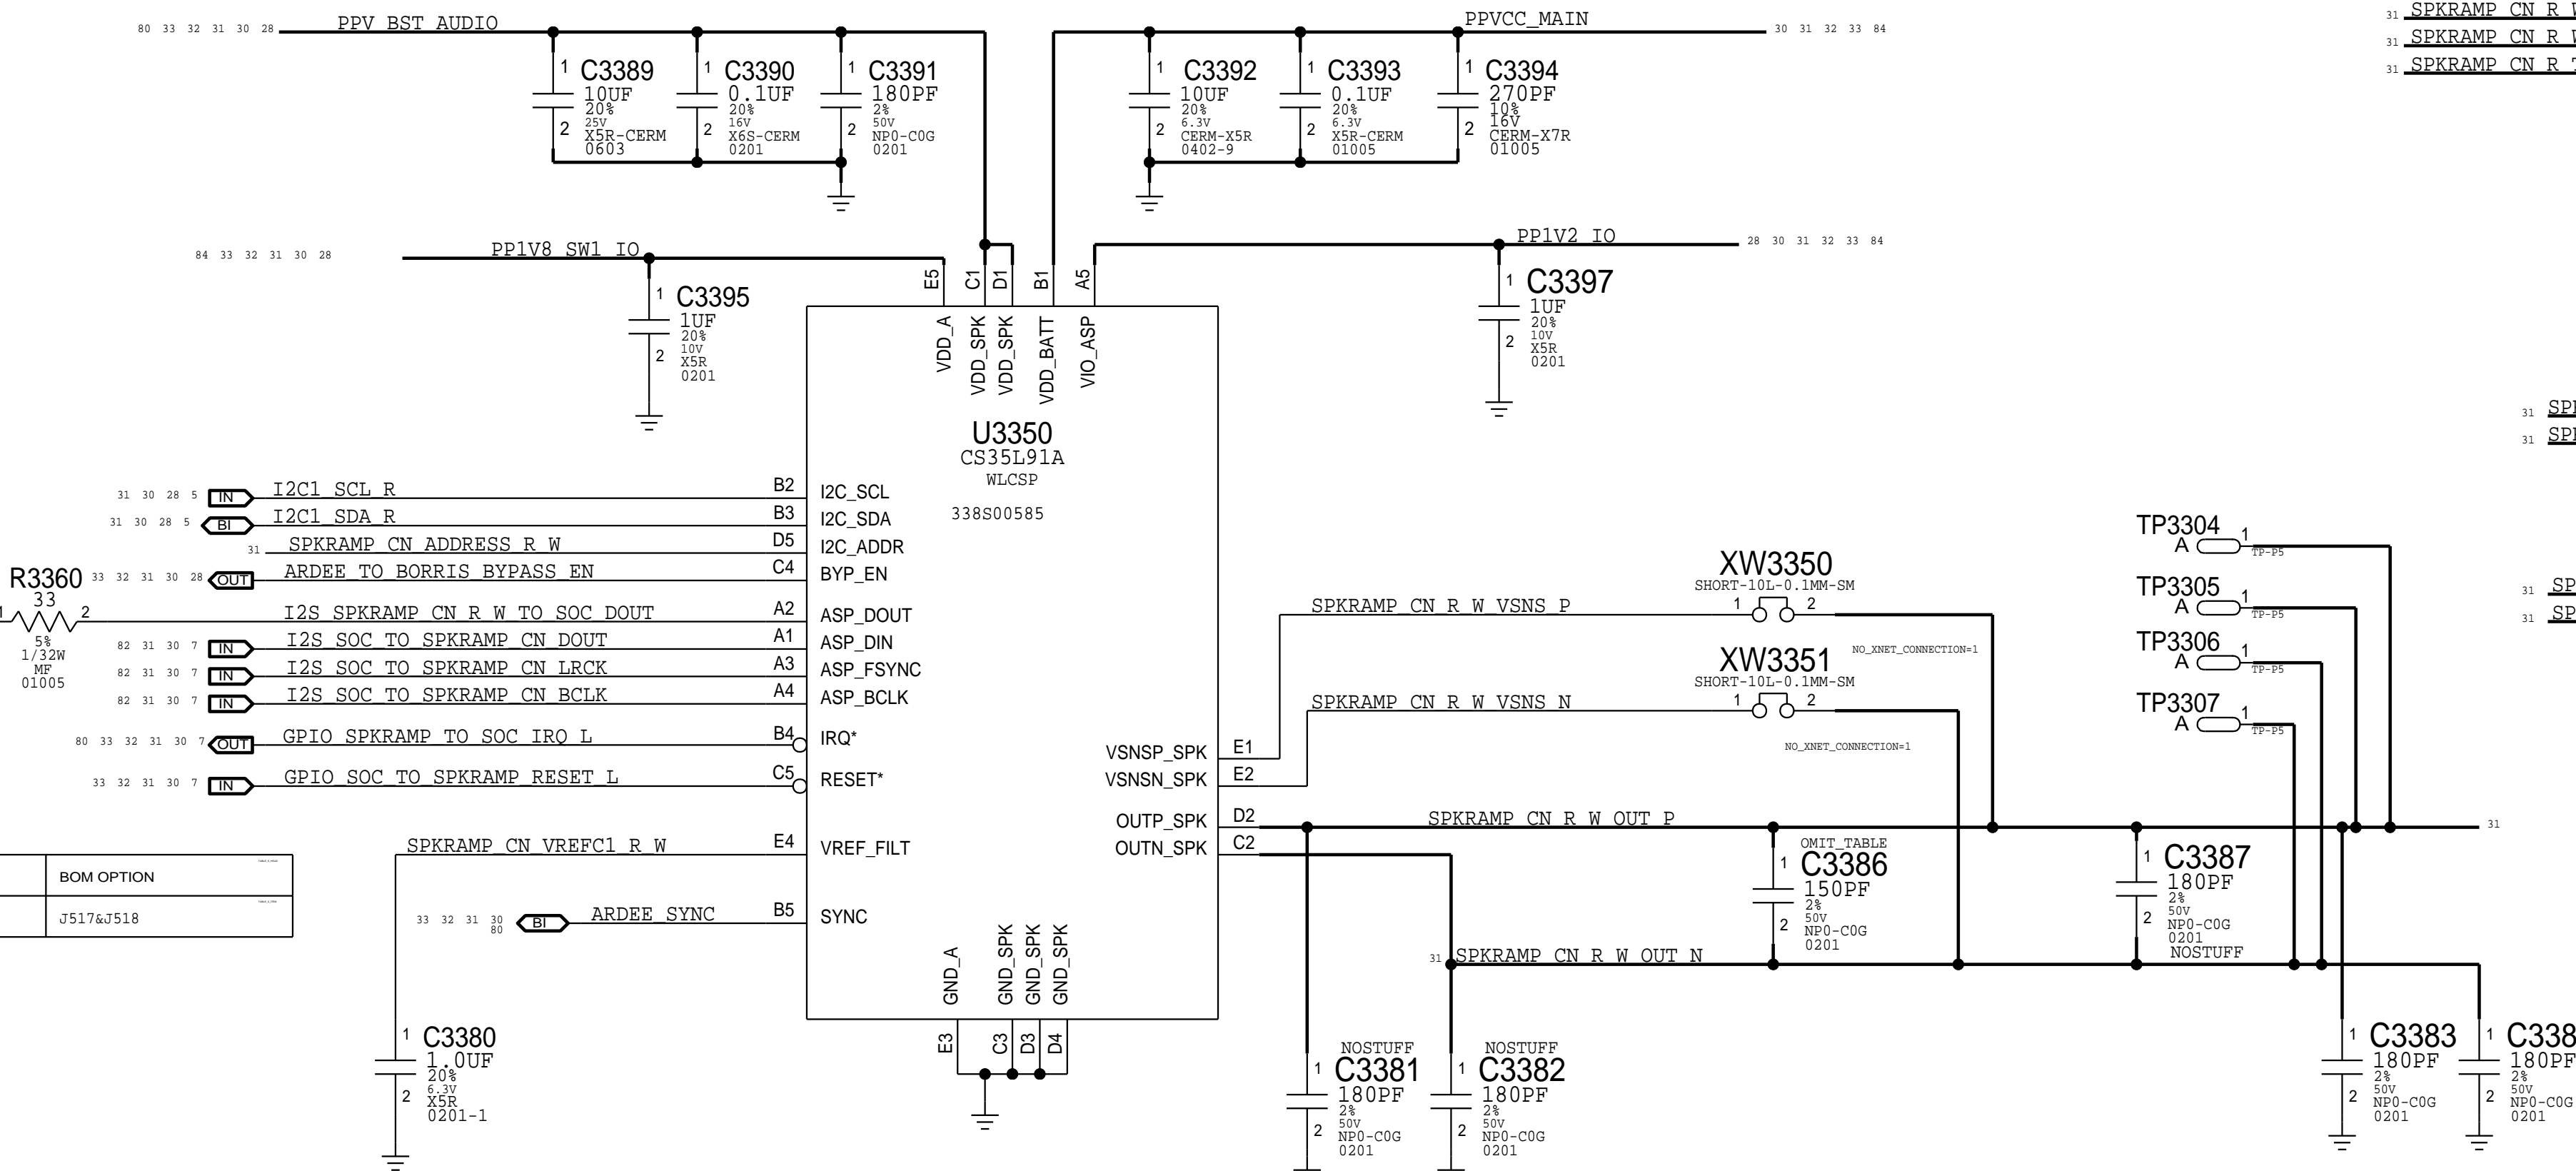 80 33 32 31 30 28 PPV_BST_AUDIO
PPVCC_MAIN 30 31 32 33 84
31 SPKRAMP_CN_R_
31 SPKRAMP_CN_R_
31 SPKRAMP_CN_R_
1 C3389
10UF
20%
25V
2 X5R-CERM
0603
1 C3390
0.1UF
20%
16V
2 X6S-CERM
0201
1 C3391
180PF
2%
50V
2 NP0-C0G
0201
1 C3392
10UF
20%
6.3V
2 CERM-X5R
0402-9
1 C3393
0.1UF
20%
6.3V
2 X5R-CERM
01005
1 C3394
270PF
10%
16V
2 CERM-X7R
01005
84 33 32 31 30 28 PP1V8_SW1_IO
PP1V2_IO 28 30 31 32 33 84
1 C3395
1UF
20%
10V
2 X5R
0201
1 C3397
1UF
20%
10V
2 X5R
0201
E5 C1 D1 B1 A5
VDD_A VDD_SPK VDD_SPK VDD_BATT VIO_ASP
U3350
CS35L91A
WLCSP
338S00585
31 SP
31 SP
31 30 28 5 IN I2C1_SCL_R B2 I2C_SCL
31 30 28 5 BI I2C1_SDA_R B3 I2C_SDA
31 SPKRAMP_CN_ADDRESS_R_W D5 I2C_ADDR
33 32 31 30 28 OUT ARDEE_TO_BORRIS_BYPASS_EN C4 BYP_EN
R3360
33
1 2
5%
1/32W
MF
01005
I2S_SPKRAMP_CN_R_W_TO_SOC_DOUT A2 ASP_DOUT
82 31 30 7 IN I2S_SOC_TO_SPKRAMP_CN_DOUT A1 ASP_DIN
82 31 30 7 IN I2S_SOC_TO_SPKRAMP_CN_LRCK A3 ASP_FSYNC
82 31 30 7 IN I2S_SOC_TO_SPKRAMP_CN_BCLK A4 ASP_BCLK
80 33 32 31 30 7 OUT GPIO_SPKRAMP_TO_SOC_IRQ_L B4 IRQ*
33 32 31 30 7 IN GPIO_SOC_TO_SPKRAMP_RESET_L C5 RESET*
SPKRAMP_CN_VREFC1_R_W E4 VREF_FILT
33 32 31 30 80 BI ARDEE_SYNC B5 SYNC
BOM OPTION
J517&J518
XW3350
SHORT-10L-0.1MM-SM
SPKRAMP_CN_R_W_VSNS_P 1 2
NO_XNET_CONNECTION=1
XW3351
SHORT-10L-0.1MM-SM
SPKRAMP_CN_R_W_VSNS_N 1 2
NO_XNET_CONNECTION=1
TP3304
A 1
TP-P5
TP3305
A 1
TP-P5
TP3306
A 1
TP-P5
TP3307
A 1
TP-P5
31 SP
31 SP
VSNSP_SPK E1
VSNSN_SPK E2
OUTP_SPK D2 SPKRAMP_CN_R_W_OUT_P 31
OUTN_SPK C2
OMIT_TABLE
1 C3386
150PF
2%
50V
2 NP0-C0G
0201
1 C3387
180PF
2%
50V
2 NP0-C0G
0201
NOSTUFF
31 SPKRAMP_CN_R_W_OUT_N
GND_A GND_SPK GND_SPK GND_SPK
E3 C3 D3 D4
1 C3380
1.0UF
20%
6.3V
2 X5R
0201-1
NOSTUFF
1 C3381
180PF
2%
50V
2 NP0-C0G
0201
NOSTUFF
1 C3382
180PF
2%
50V
2 NP0-C0G
0201
1 C3383
180PF
2%
50V
2 NP0-C0G
0201
1 C338
180PF
2%
50V
2 NP0-C0G
0201